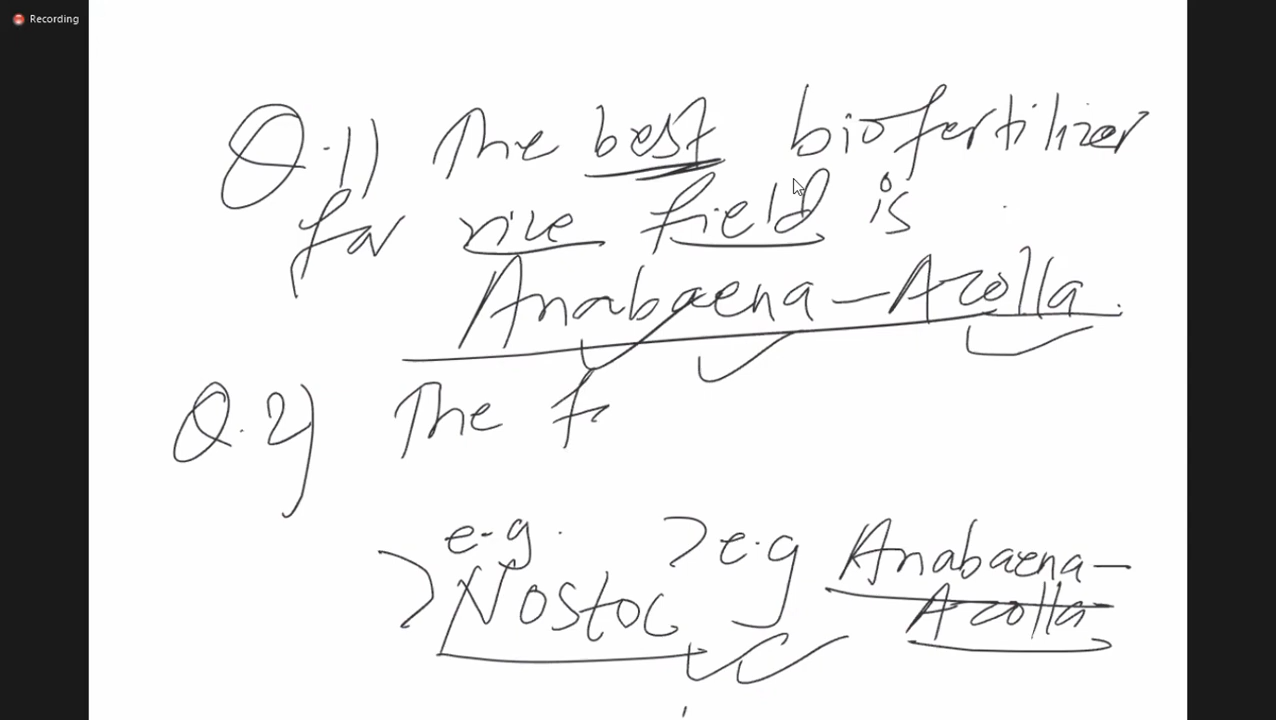 Recording
Q.1) The best biofertilizer
for rice field is
Anabaena - Azolla.
Q.2) The f
e.g. > e.g Anabaena-
> Nostoc Azolla